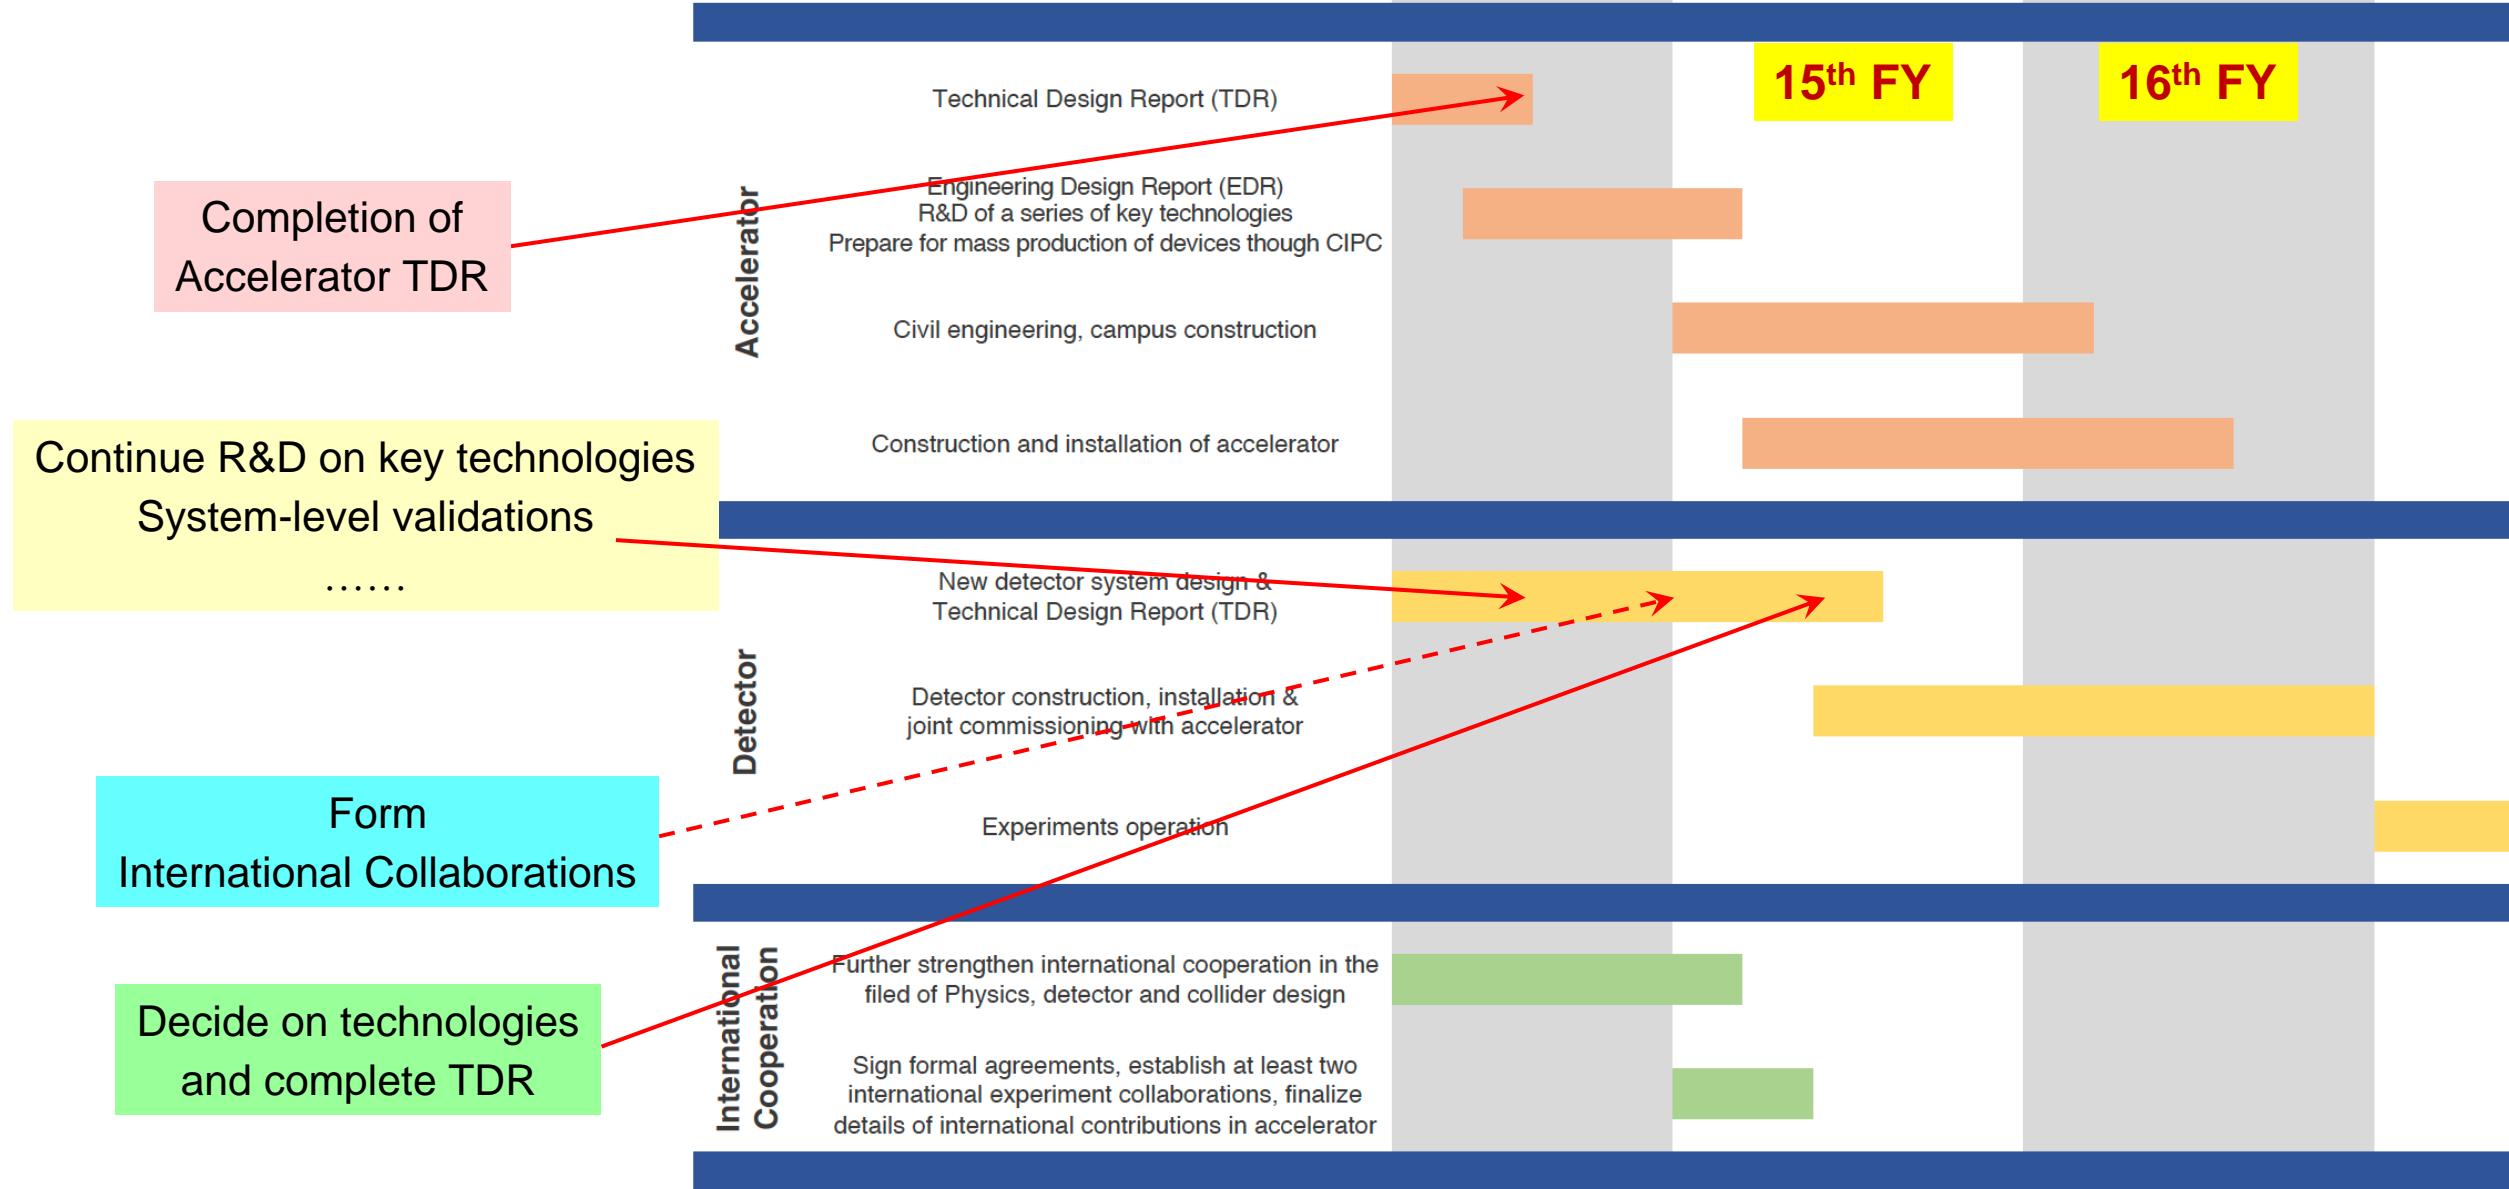 15th FY
16th FY
Technical Design Report (TDR)
Completion of
Accelerator TDR
Accelerator
Engineering Design Report (EDR)
R&D of a series of key technologies
Prepare for mass production of devices though CIPC
Civil engineering, campus construction
Construction and installation of accelerator
Continue R&D on key technologies
System-level validations
......
Detector
New detector system design &
Technical Design Report (TDR)
Detector construction, installation &
joint commissioning with accelerator
Experiments operation
Form
International Collaborations
International
Cooperation
Further strengthen international cooperation in the
filed of Physics, detector and collider design
Sign formal agreements, establish at least two
international experiment collaborations, finalize
details of international contributions in accelerator
Decide on technologies
and complete TDR